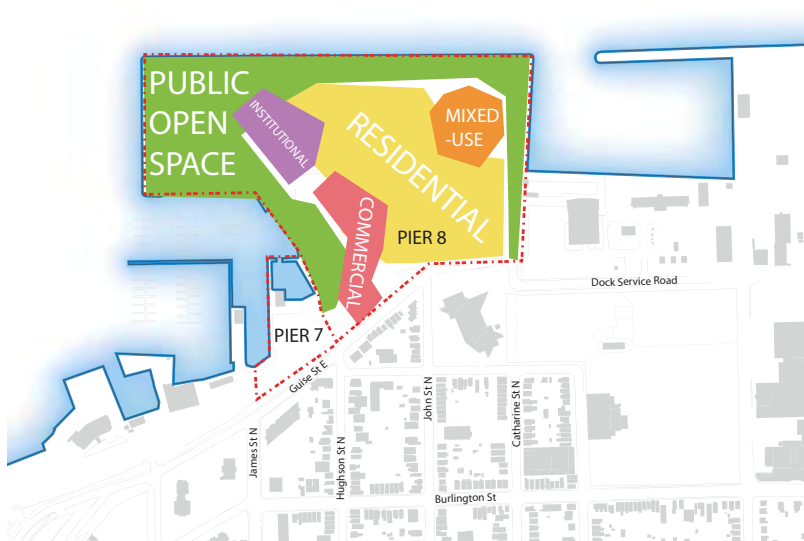 PUBLIC
OPEN
SPACE
INSTITUTIONAL
RESIDENTIAL
MIXED
-USE
COMMERCIAL
PIER 8
Dock Service Road
PIER 7
Guise St E
John St N
Catharine St N
James St N
Hughson St N
Burlington St